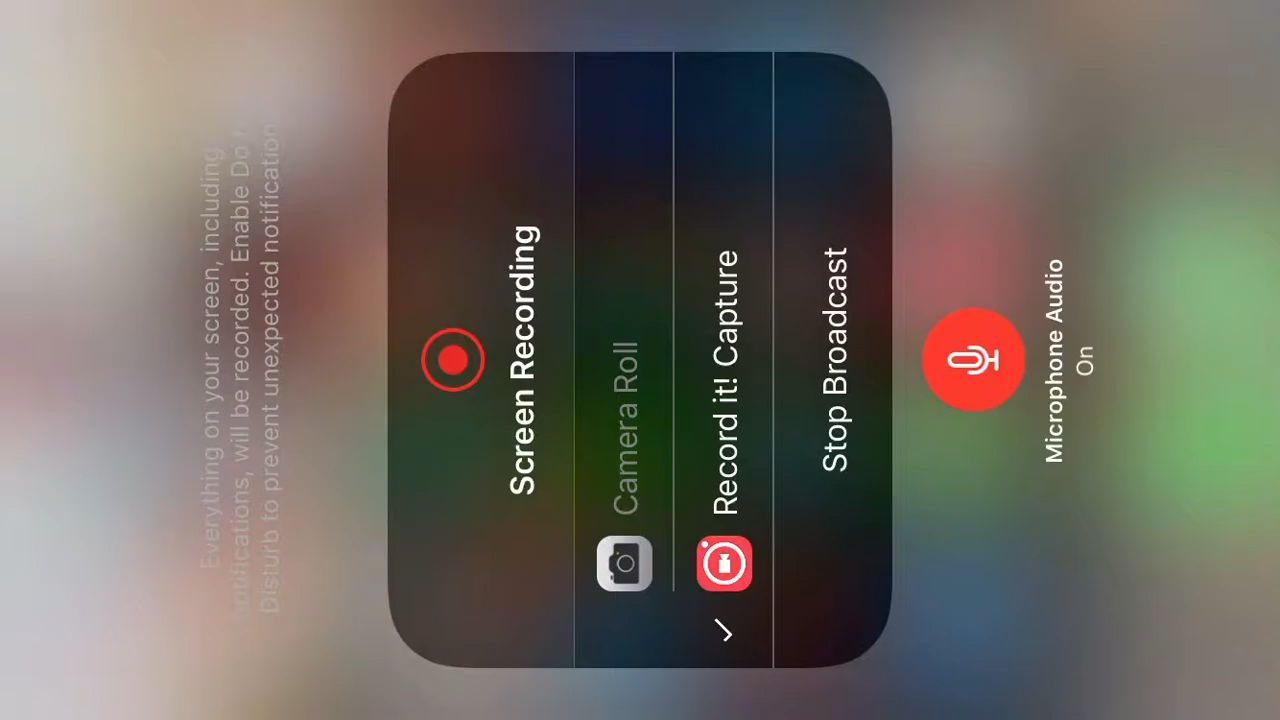 Everything on your screen, including
notifications, will be recorded. Enable Do
Disturb to prevent unexpected notification
Screen Recording
Camera Roll
Record it! Capture
Stop Broadcast
Microphone Audio
On